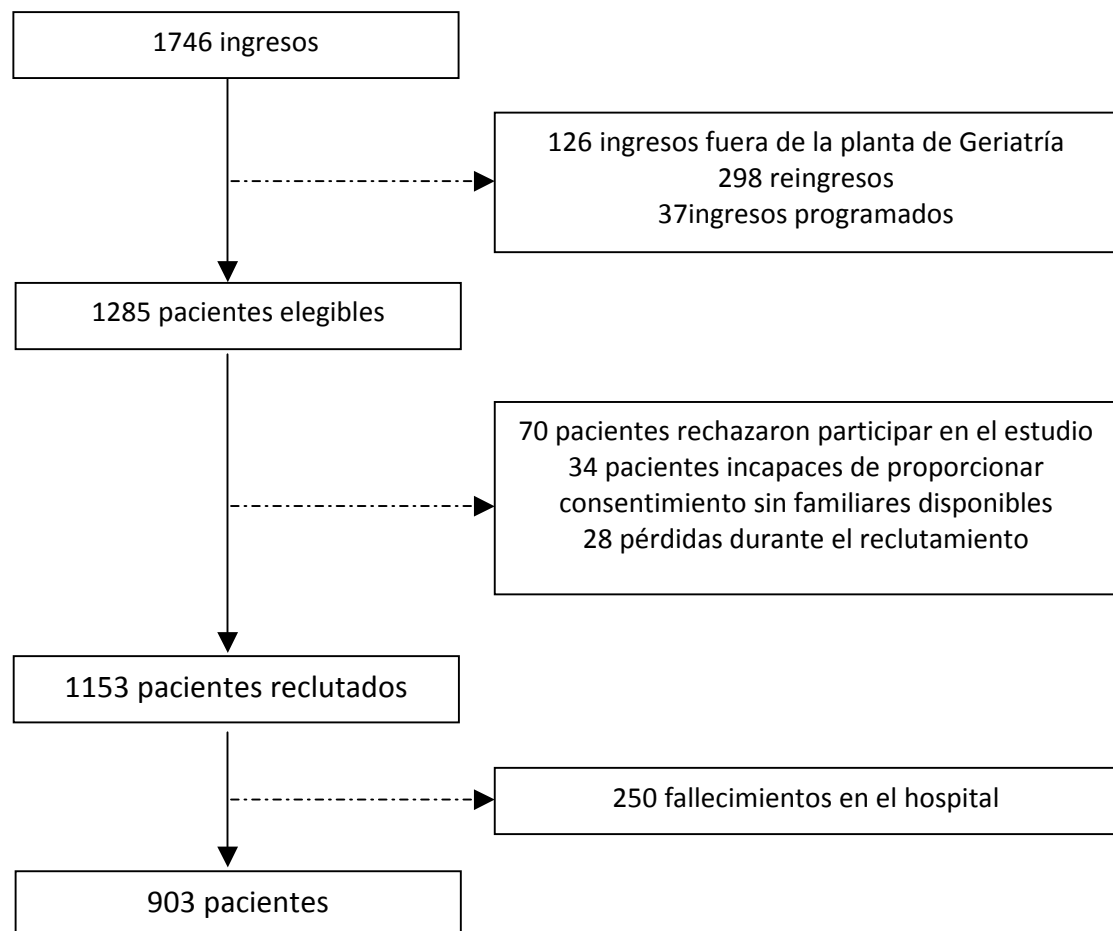 1746 ingresos
126 ingresos fuera de la planta de Geriatría
298 reingresos
37ingresos programados
1285 pacientes elegibles
70 pacientes rechazaron participar en el estudio
34 pacientes incapaces de proporcionar
consentimiento sin familiares disponibles
28 pérdidas durante el reclutamiento
1153 pacientes reclutados
250 fallecimientos en el hospital
903 pacientes